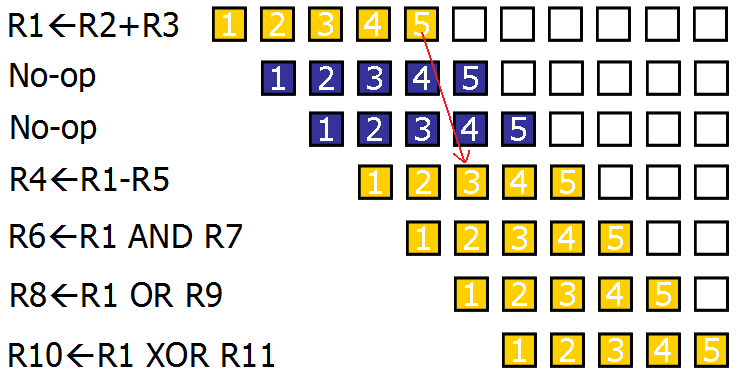 R1←R2+R3 1 2 3 4 5
No-op 1 2 3 4 5
No-op 1 2 3 4 5
R4←R1-R5 1 2 3 4 5
R6←R1 AND R7 1 2 3 4 5
R8←R1 OR R9 1 2 3 4 5
R10←R1 XOR R11 1 2 3 4 5